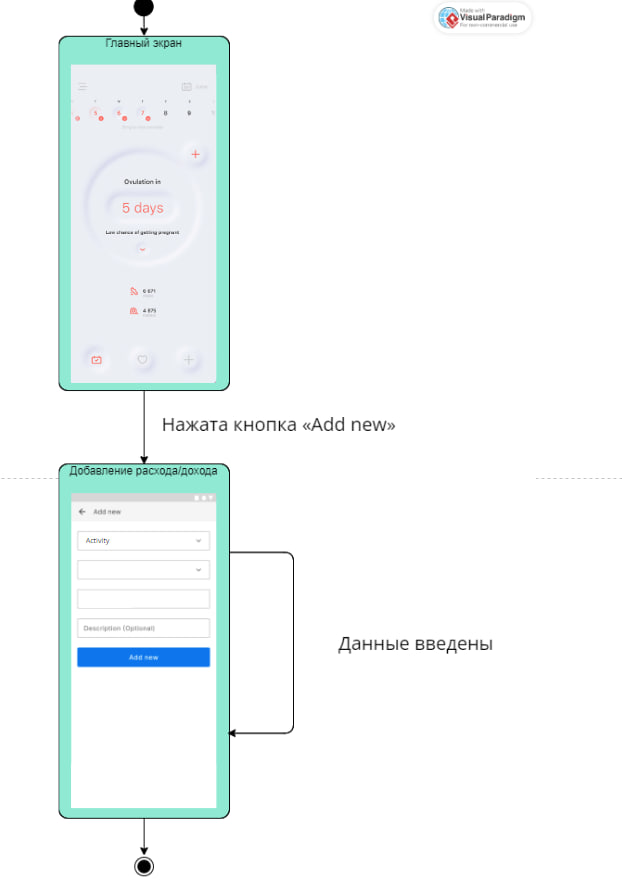 Made with
Visual Paradigm
For non-commercial use
Главный экран
5 6 7 8 9
Ovulation in
5 days
Low chance of getting pregnant
6 671
4 875
Нажата кнопка «Add new»
Добавление расхода/дохода
Add new
Activity
Description (Optional)
Add new
Данные введены